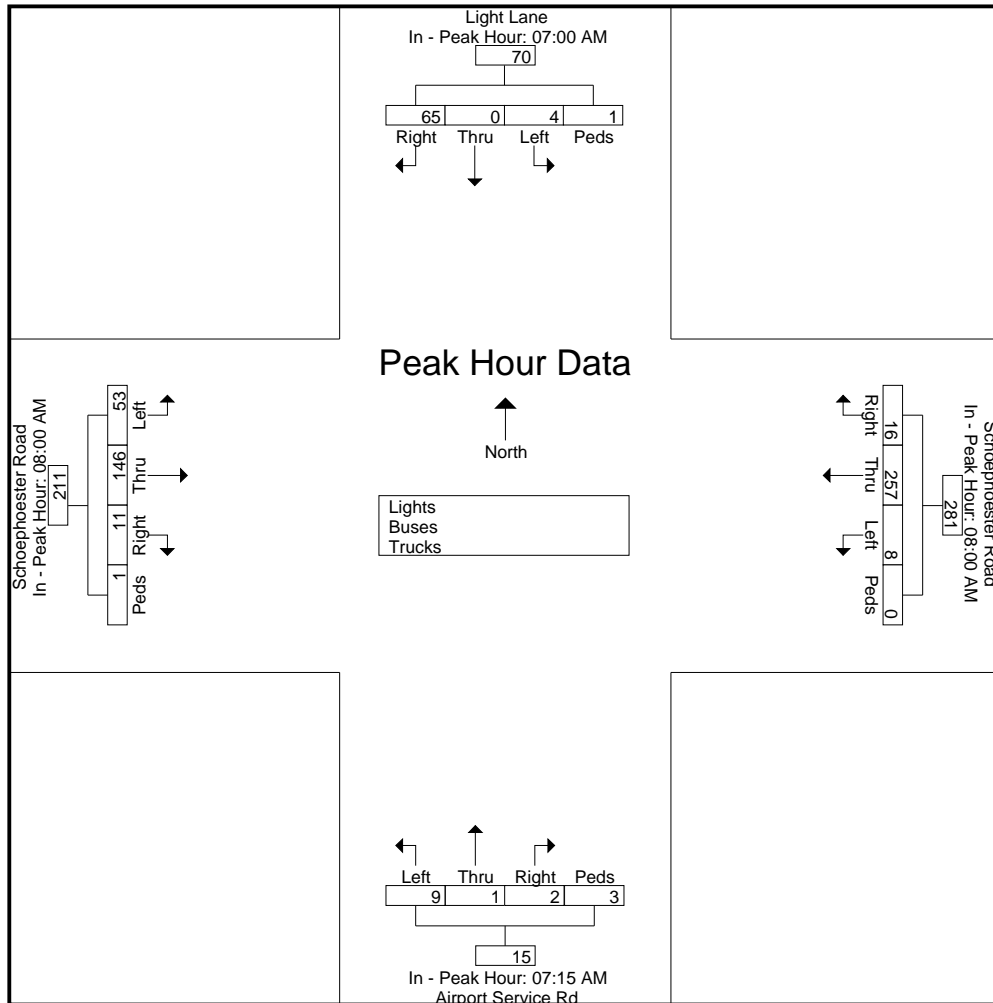 Light Lane
In - Peak Hour: 07:00 AM
70
65 0 4 1
Right Thru Left Peds
Peak Hour Data
North
Lights
Buses
Trucks
Schoephoester Road
In - Peak Hour: 08:00 AM
211
53 146 11 1
Left Thru Right Peds
Schoephoester Road
In - Peak Hour: 08:00 AM
281
16 257 8 0
Right Thru Left Peds
Left Thru Right Peds
9 1 2 3
15
In - Peak Hour: 07:15 AM
Airport Service Rd